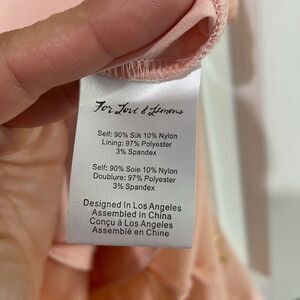 For Love & Lemons
Self: 90% Silk 10% Nylon
Lining: 97% Polyester
3% Spandex
Self: 90% Soie 10% Nylon
Doublure: 97% Polyester
3% Spandex
Designed In Los Angeles
Assembled in China
Conçu à Los Angeles
Assemblé en Chine